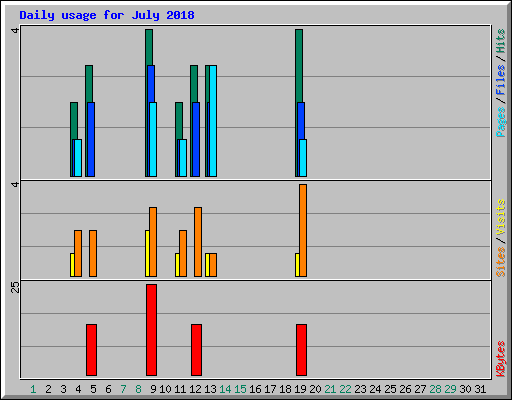 Daily usage for July 2018
4
Pages / Files / Hits
4
Sites / Visits
25
KBytes
1 2 3 4 5 6 7 8 9 10 11 12 13 14 15 16 17 18 19 20 21 22 23 24 25 26 27 28 29 30 31